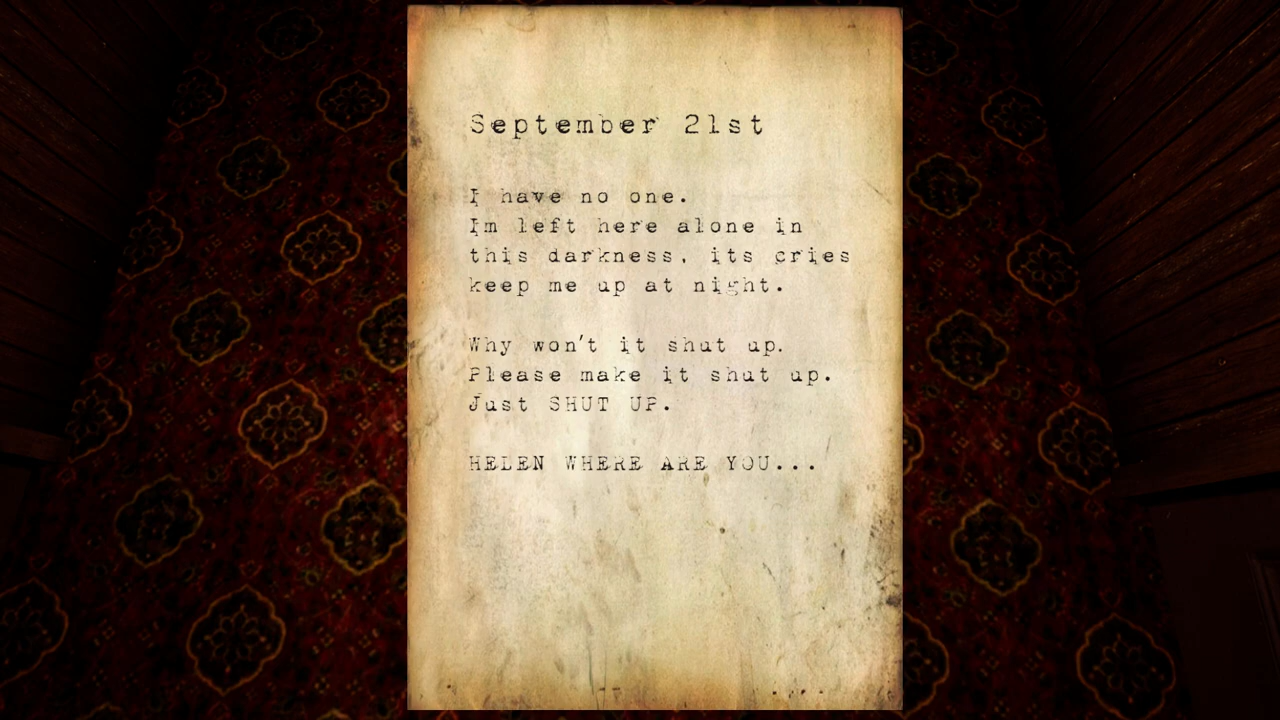 September 21st
I have no one.
Im left here alone in
this darkness, its cries
keep me up at night.
Why won't it shut up.
Please make it shut up.
Just SHUT UP.
HELEN WHERE ARE YOU...